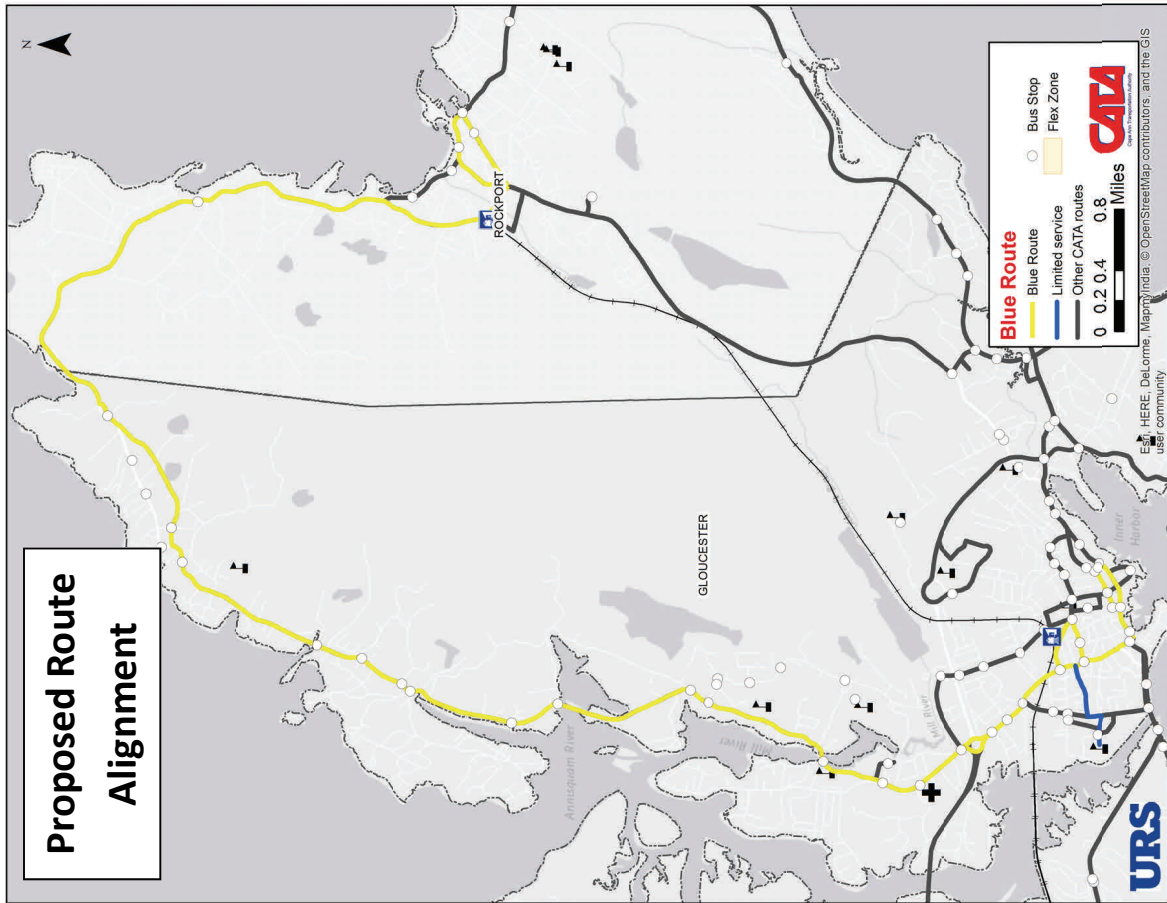 Proposed Route
Alignment
N
ROCKPORT
GLOUCESTER
Annisquam River
Mill River
Mill River
Inner
Harbor
Blue Route
Blue Route
Limited service
Other CATA routes
Bus Stop
Flex Zone
0 0.2 0.4 0.8
Miles
CATA
Cape Ann Transportation Authority
Esri, HERE, DeLorme, MapmyIndia, © OpenStreetMap contributors, and the GIS
user community
URS